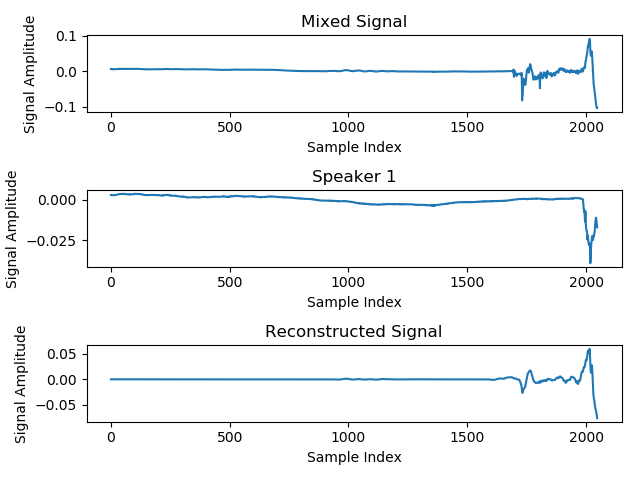 Mixed Signal
Signal Amplitude
0.1
0.0
−0.1
0
500
1000
1500
2000
Sample Index
Speaker 1
Signal Amplitude
0.000
−0.025
0
500
1000
1500
2000
Sample Index
Reconstructed Signal
Signal Amplitude
0.05
0.00
−0.05
0
500
1000
1500
2000
Sample Index